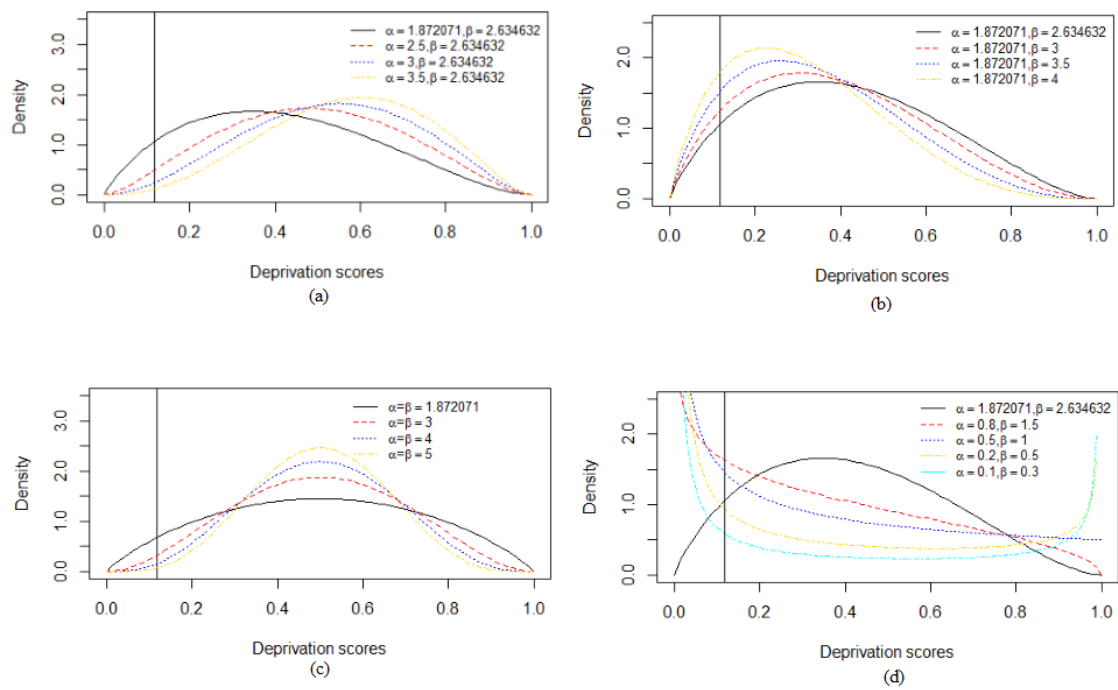 α = 1.872071,β = 2.634632
α = 2.5,β = 2.634632
α = 3,β = 2.634632
α = 3.5,β = 2.634632
Density
0.0 1.0 2.0 3.0
0.0 0.2 0.4 0.6 0.8 1.0
Deprivation scores
(a)
α = 1.872071,β = 2.634632
α = 1.872071,β = 3
α = 1.872071,β = 3.5
α = 1.872071,β = 4
Density
0.0 1.0 2.0
0.0 0.2 0.4 0.6 0.8 1.0
Deprivation scores
(b)
α=β = 1.872071
α=β = 3
α=β = 4
α=β = 5
Density
0.0 1.0 2.0 3.0
0.0 0.2 0.4 0.6 0.8 1.0
Deprivation scores
(c)
α = 1.872071,β = 2.634632
α = 0.8,β = 1.5
α = 0.5,β = 1
α = 0.2,β = 0.5
α = 0.1,β = 0.3
Density
0.0 1.0 2.0
0.0 0.2 0.4 0.6 0.8 1.0
Deprivation scores
(d)